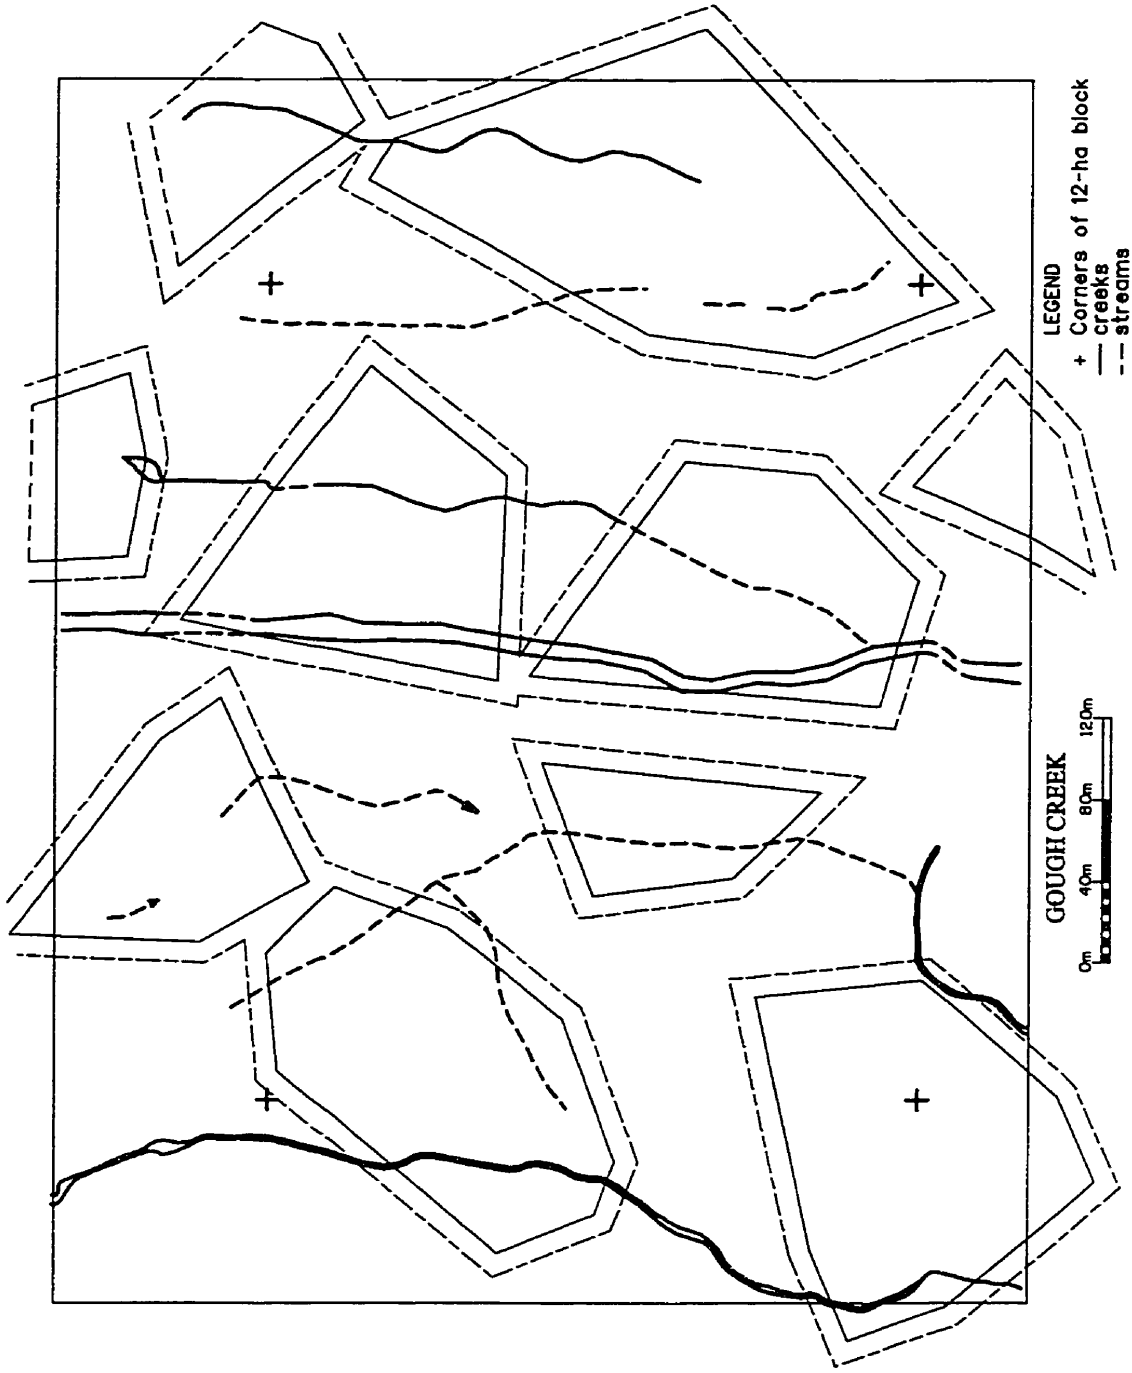 LEGEND
+ Corners of 12-ha block
creeks
streams
GOUGH CREEK
0m 40m 80m 120m